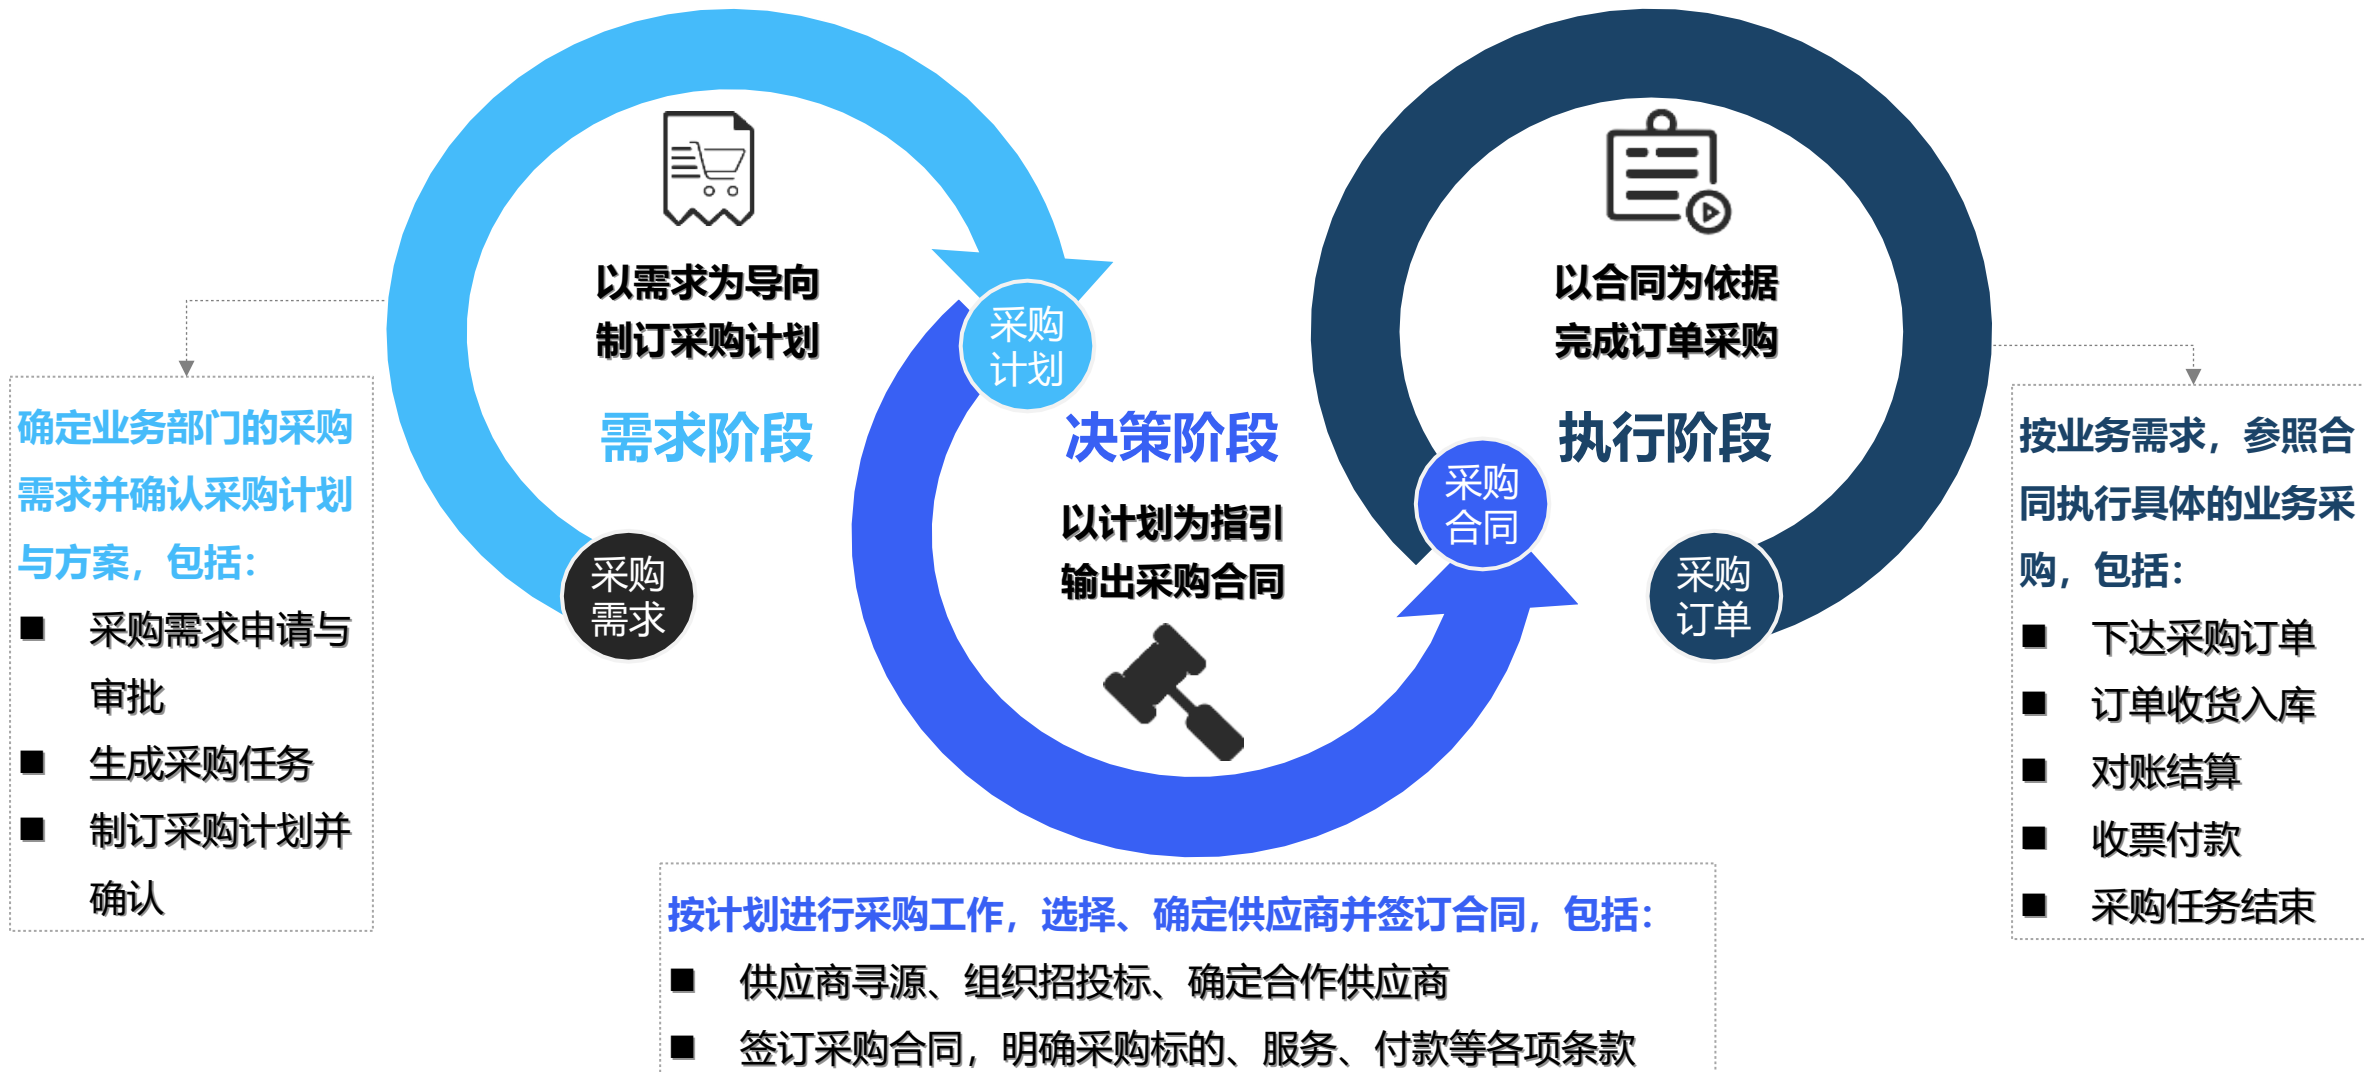 以需求为导向
制订采购计划
需求阶段
采购
需求
采购
计划
确定业务部门的采购
需求并确认采购计划
与方案，包括：
■ 采购需求申请与
审批
■ 生成采购任务
■ 制订采购计划并
确认
决策阶段
以计划为指引
输出采购合同
采购
合同
按计划进行采购工作，选择、确定供应商并签订合同，包括：
■ 供应商寻源、组织招投标、确定合作供应商
■ 签订采购合同，明确采购标的、服务、付款等各项条款
以合同为依据
完成订单采购
执行阶段
采购
订单
按业务需求，参照合
同执行具体的业务采
购，包括：
■ 下达采购订单
■ 订单收货入库
■ 对账结算
■ 收票付款
■ 采购任务结束